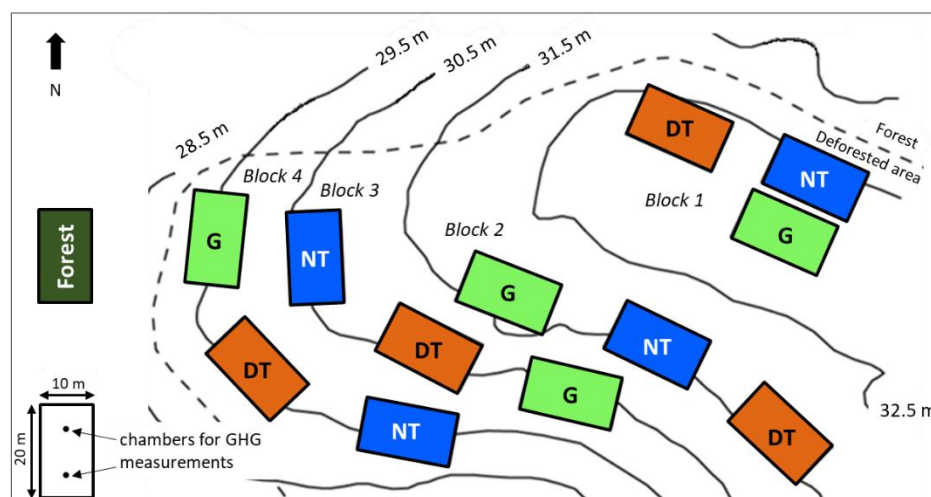 N
28.5 m
29.5 m
30.5 m
31.5 m
32.5 m
Forest
Deforested area
Block 4
Block 3
Block 2
Block 1
DT
NT
G
G
NT
G
NT
DT
DT
G
DT
NT
Forest
10 m
20 m
chambers for GHG
measurements